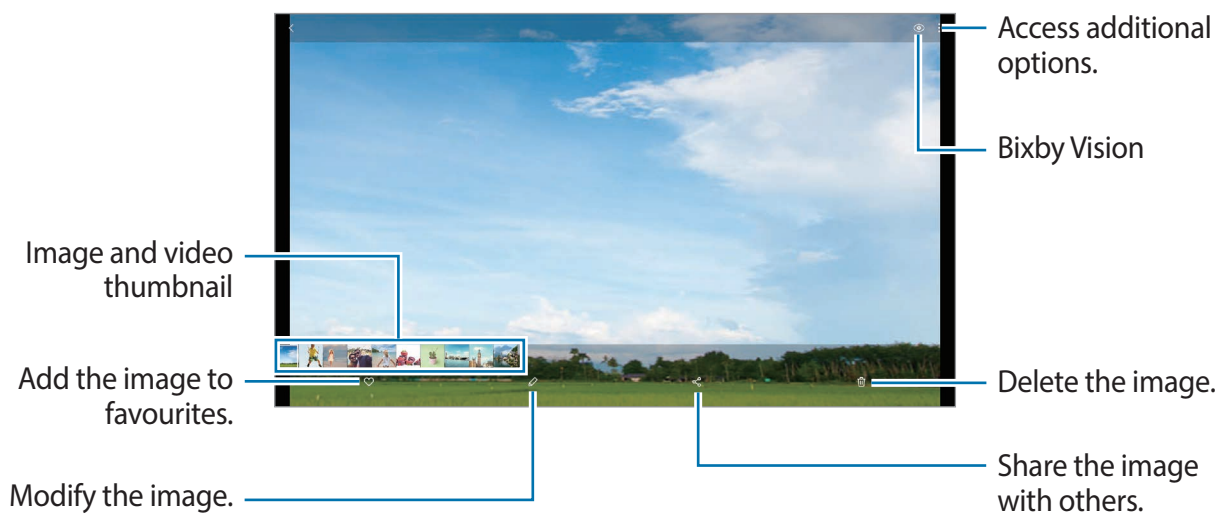 Access additional
options.
Bixby Vision
Image and video
thumbnail
Add the image to
favourites.
Delete the image.
Modify the image.
Share the image
with others.